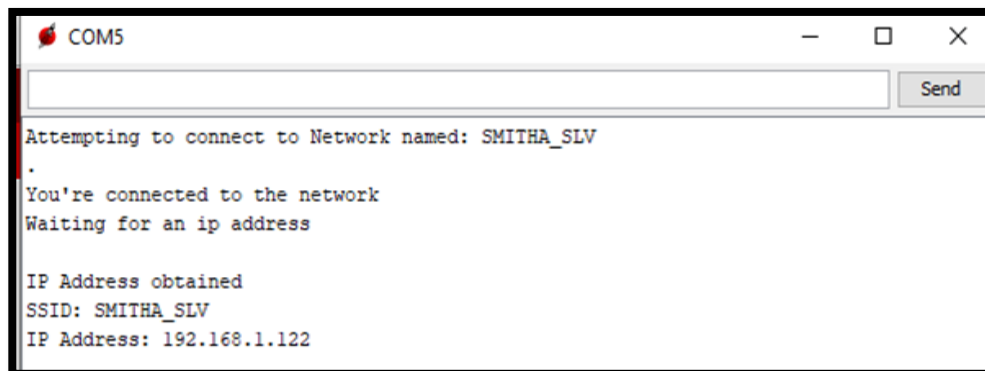 COM5
Send
Attempting to connect to Network named: SMITHA_SLV
.
You're connected to the network
Waiting for an ip address
IP Address obtained
SSID: SMITHA_SLV
IP Address: 192.168.1.122